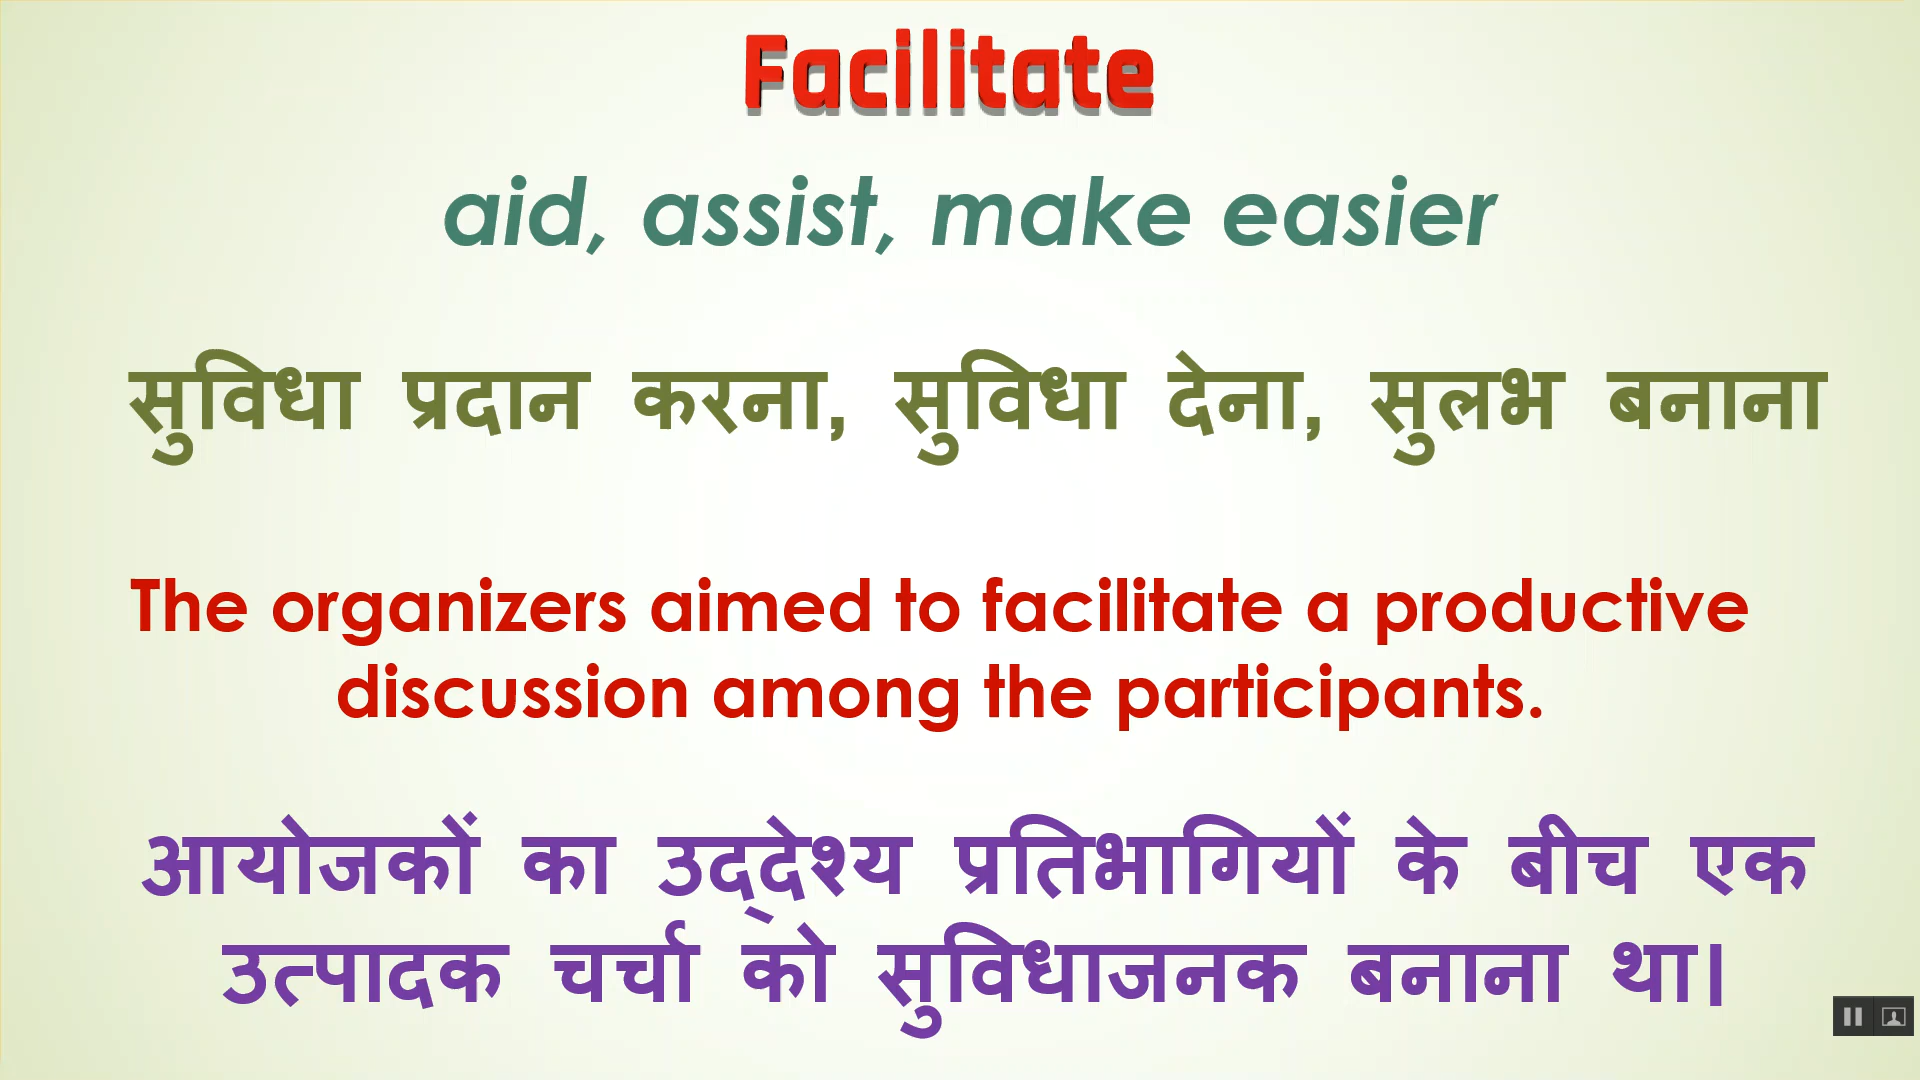 Facilitate
aid, assist, make easier
सुविधा प्रदान करना, सुविधा देना, सुलभ बनाना
The organizers aimed to facilitate a productive
discussion among the participants.
आयोजकों का उद्देश्य प्रतिभागियों के बीच एक
उत्पादक चर्चा को सुविधाजनक बनाना था।